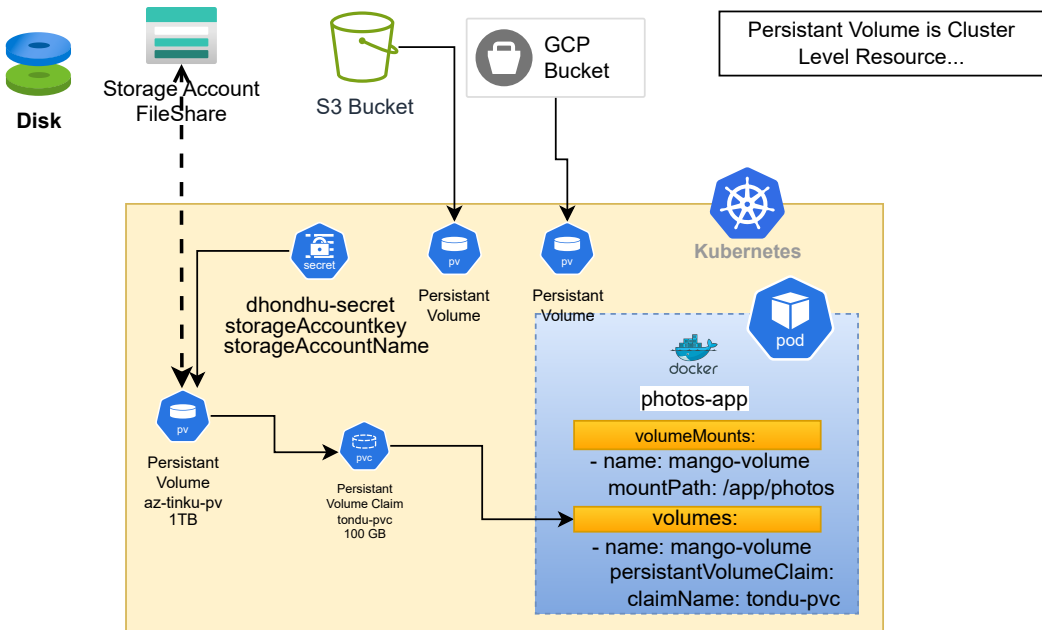 Persistant Volume is Cluster
Level Resource...
Disk
Storage Account
FileShare
S3 Bucket
GCP
Bucket
Kubernetes
secret
dhondhu-secret
storageAccountkey
storageAccountName
pv
Persistant
Volume
pv
Persistant
Volume
pod
docker
photos-app
volumeMounts:
- name: mango-volume
mountPath: /app/photos
volumes:
- name: mango-volume
persistantVolumeClaim:
claimName: tondu-pvc
pv
Persistant
Volume
az-tinku-pv
1TB
pvc
Persistant
Volume Claim
tondu-pvc
100 GB